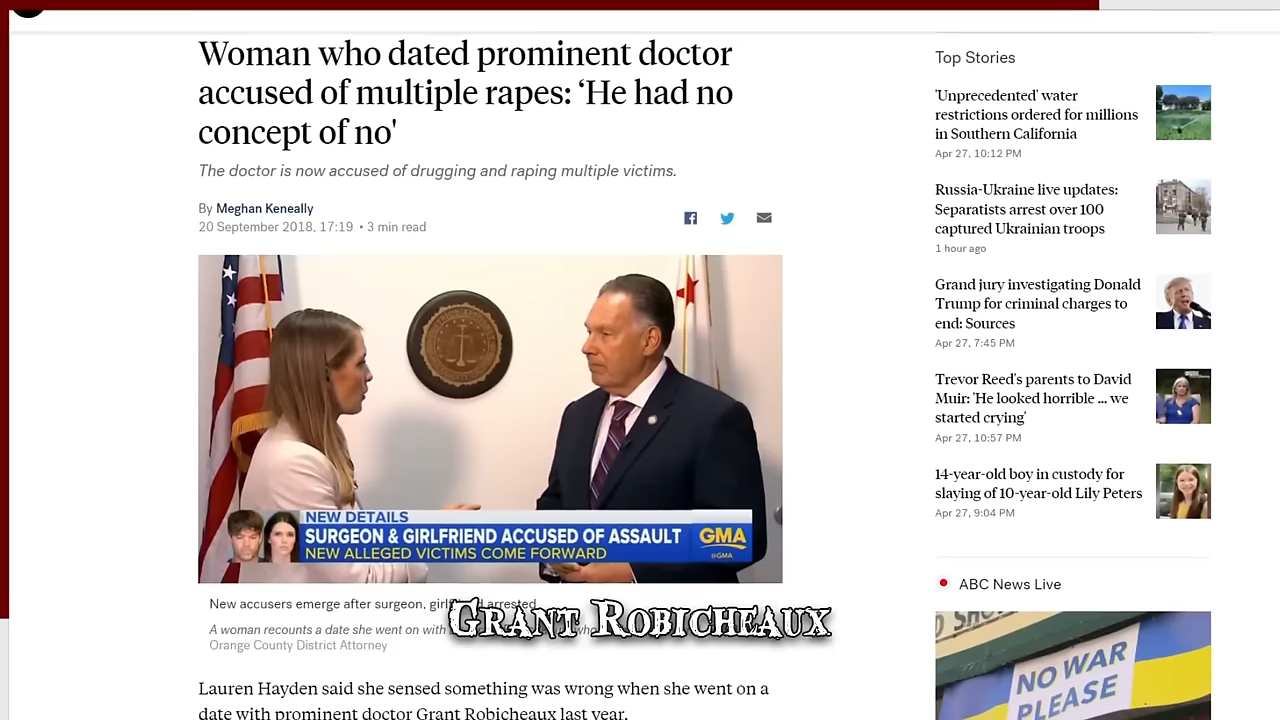 Woman who dated prominent doctor
accused of multiple rapes: ‘He had no
concept of no'
The doctor is now accused of drugging and raping multiple victims.
By Meghan Keneally
20 September 2018, 17:19 • 3 min read
NEW DETAILS
SURGEON & GIRLFRIEND ACCUSED OF ASSAULT
NEW ALLEGED VICTIMS COME FORWARD
GMA
@GMA
New accusers emerge after surgeon, girlfriend arrested
A woman recounts a date she went on with
Orange County District Attorney
GRANT ROBICHEAUX
Lauren Hayden said she sensed something was wrong when she went on a
date with prominent doctor Grant Robicheaux last year.
Top Stories
'Unprecedented' water
restrictions ordered for millions
in Southern California
Apr 27, 10:12 PM
Russia-Ukraine live updates:
Separatists arrest over 100
captured Ukrainian troops
1 hour ago
Grand jury investigating Donald
Trump for criminal charges to
end: Sources
Apr 27, 7:45 PM
Trevor Reed's parents to David
Muir: 'He looked horrible ... we
started crying'
Apr 27, 10:57 PM
14-year-old boy in custody for
slaying of 10-year-old Lily Peters
Apr 27, 9:04 PM
ABC News Live
NO WAR
PLEASE